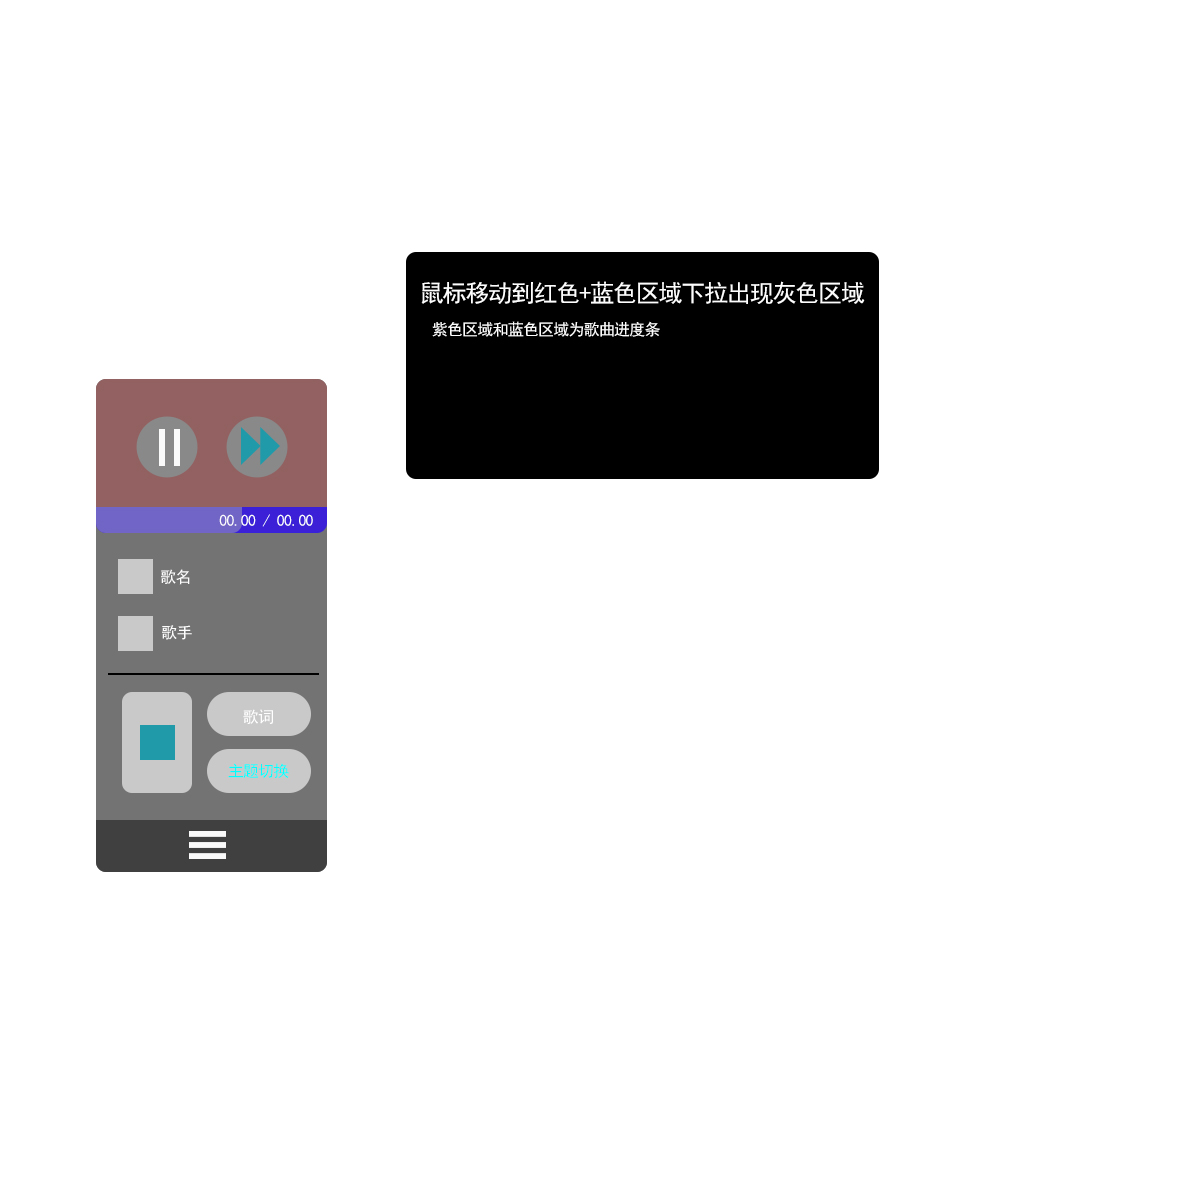 鼠标移动到红色+蓝色区域下拉出现灰色区域
紫色区域和蓝色区域为歌曲进度条
00.00 / 00.00
歌名
歌手
歌词
主题切换